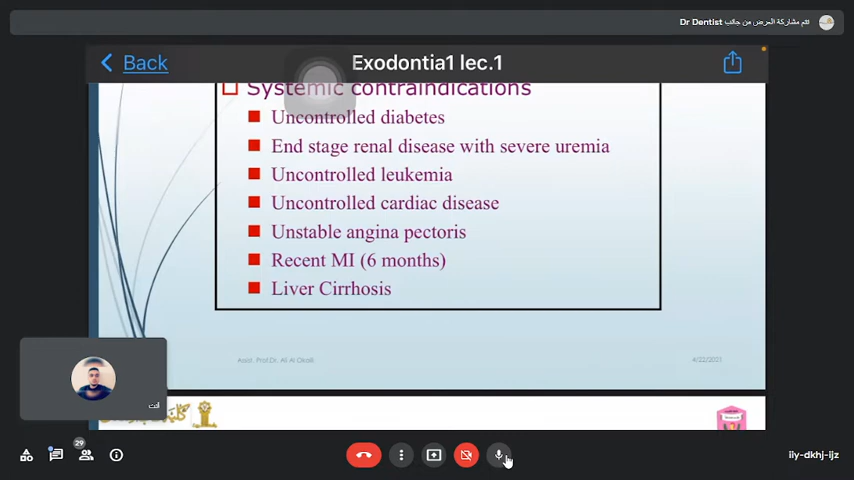 تتم مشاركة العرض من جانب Dr Dentist
Back
Exodontia1 lec.1
Systemic contraindications
Uncontrolled diabetes
End stage renal disease with severe uremia
Uncontrolled leukemia
Uncontrolled cardiac disease
Unstable angina pectoris
Recent MI (6 months)
Liver Cirrhosis
Assist. Prof.Dr. Ali Al Okaili
4/22/2021
أنت
29
iiy-dkhj-ijz